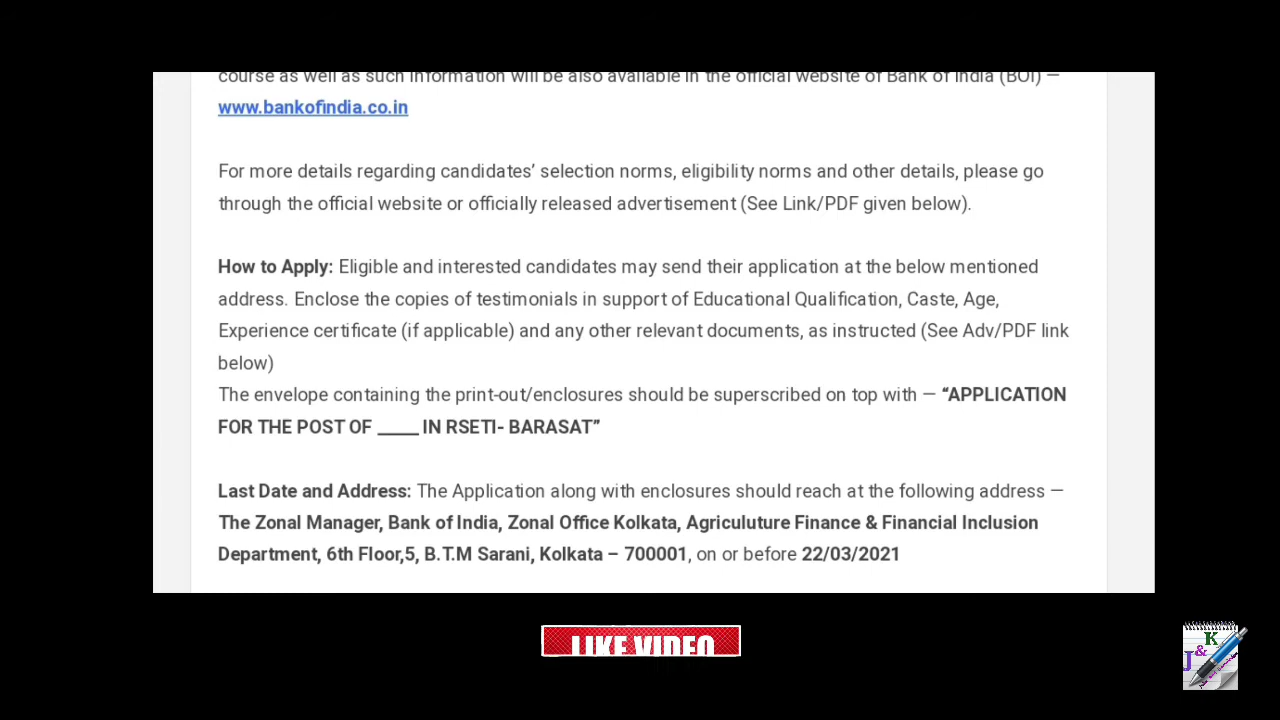 course as well as such information will be also available in the official website of Bank of India (BOI) —
www.bankofindia.co.in
For more details regarding candidates’ selection norms, eligibility norms and other details, please go
through the official website or officially released advertisement (See Link/PDF given below).
How to Apply: Eligible and interested candidates may send their application at the below mentioned
address. Enclose the copies of testimonials in support of Educational Qualification, Caste, Age,
Experience certificate (if applicable) and any other relevant documents, as instructed (See Adv/PDF link
below)
The envelope containing the print-out/enclosures should be superscribed on top with — “APPLICATION
FOR THE POST OF _____ IN RSETI- BARASAT”
Last Date and Address: The Application along with enclosures should reach at the following address —
The Zonal Manager, Bank of India, Zonal Office Kolkata, Agriculuture Finance & Financial Inclusion
Department, 6th Floor,5, B.T.M Sarani, Kolkata – 700001, on or before 22/03/2021
LIKE VIDEO
J&K